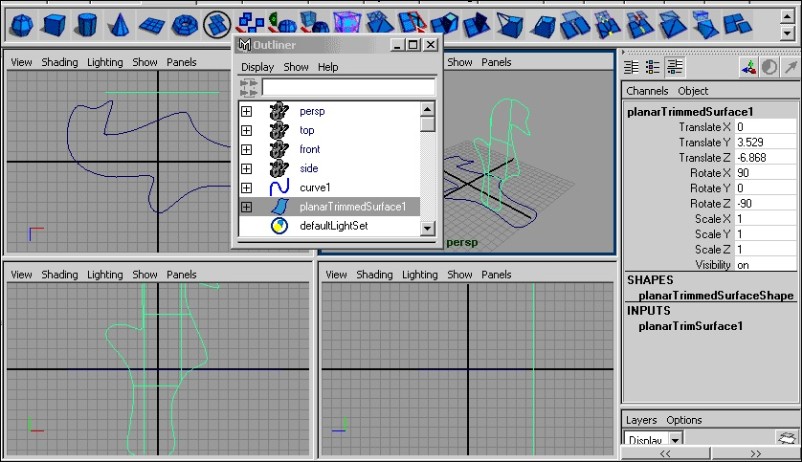 Outliner
Display Show Help
persp
top
front
side
curve1
planarTrimmedSurface1
defaultLightSet
View Shading Lighting Show Panels
Show Panels
persp
View Shading Lighting Show Panels
View Shading Lighting Show Panels
Channels Object
planarTrimmedSurface1
Translate X 0
Translate Y 3.529
Translate Z -6.868
Rotate X 90
Rotate Y 0
Rotate Z -90
Scale X 1
Scale Y 1
Scale Z 1
Visibility on
SHAPES
planarTrimmedSurfaceShape
INPUTS
planarTrimSurface1
Layers Options
Display
<< >>